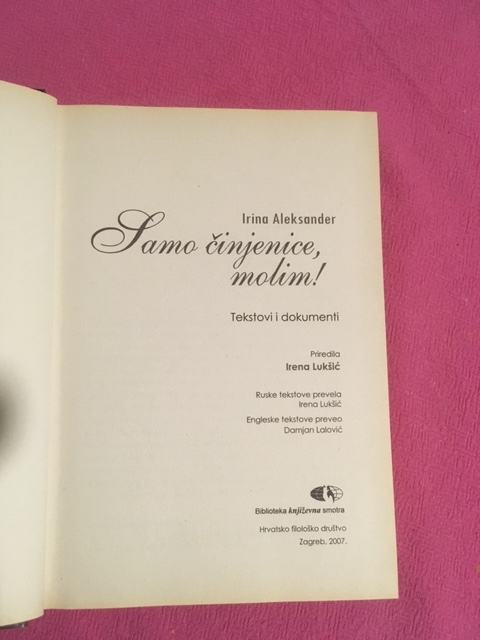 Irina Aleksander
Samo činjenice,
molim!
Tekstovi i dokumenti
Priredila
Irena Lukšić
Ruske tekstove prevela
Irena Lukšić
Engleske tekstove preveo
Damjan Lalović
Biblioteka književna smotra
Hrvatsko filološko društvo
Zagreb, 2007.